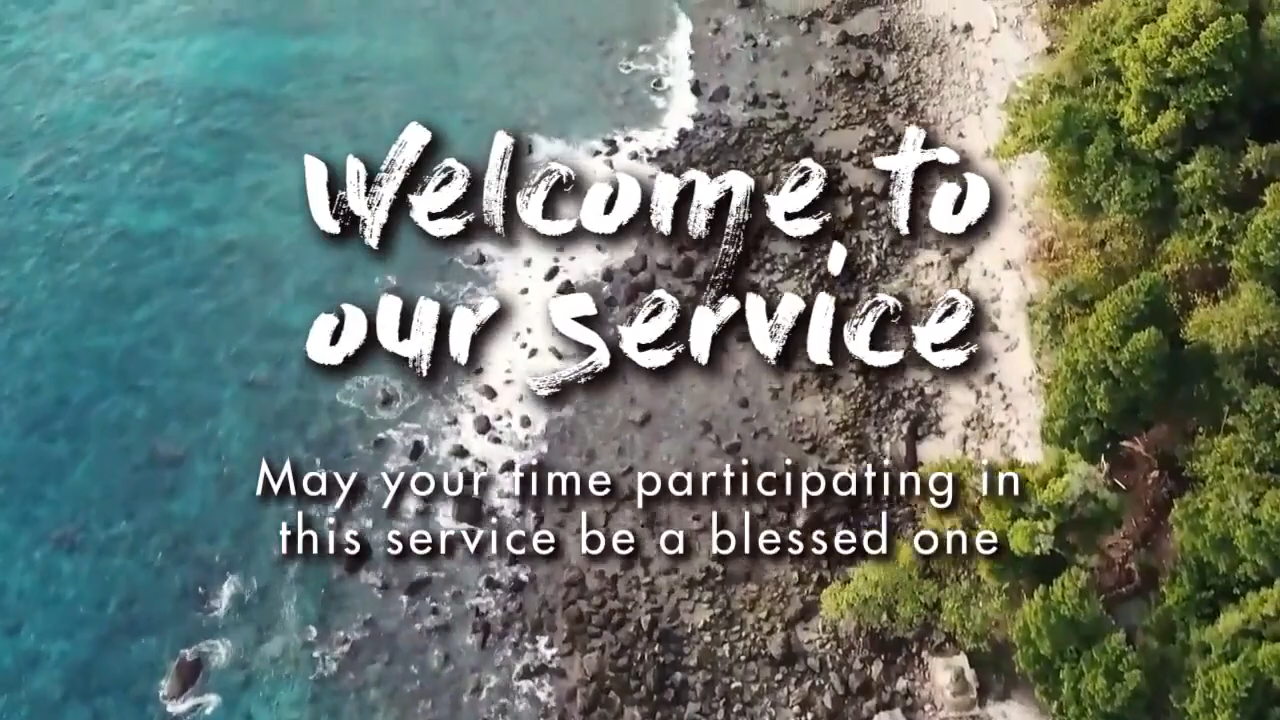 Welcome to
our service
May your time participating in
this service be a blessed one